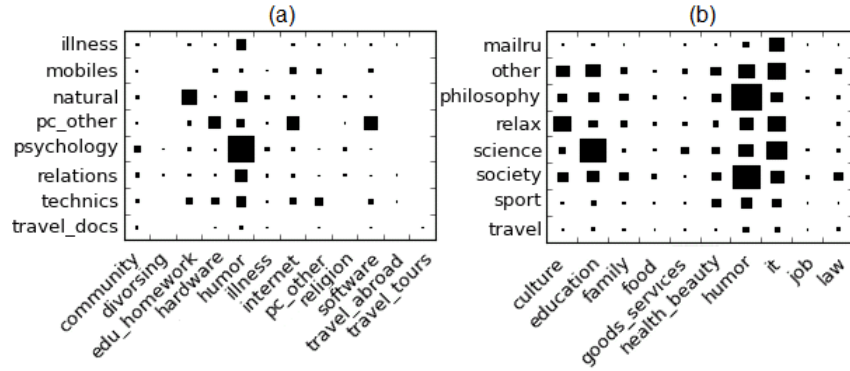 (a)
illness
mobiles
natural
pc_other
psychology
relations
technics
travel_docs
community
divorsing
edu_homework
hardware
humor
illness
internet
pc_other
religion
software
travel_abroad
travel_tours
(b)
mailru
other
philosophy
relax
science
society
sport
travel
culture
education
family
food
goods_services
health_beauty
humor
it
job
law